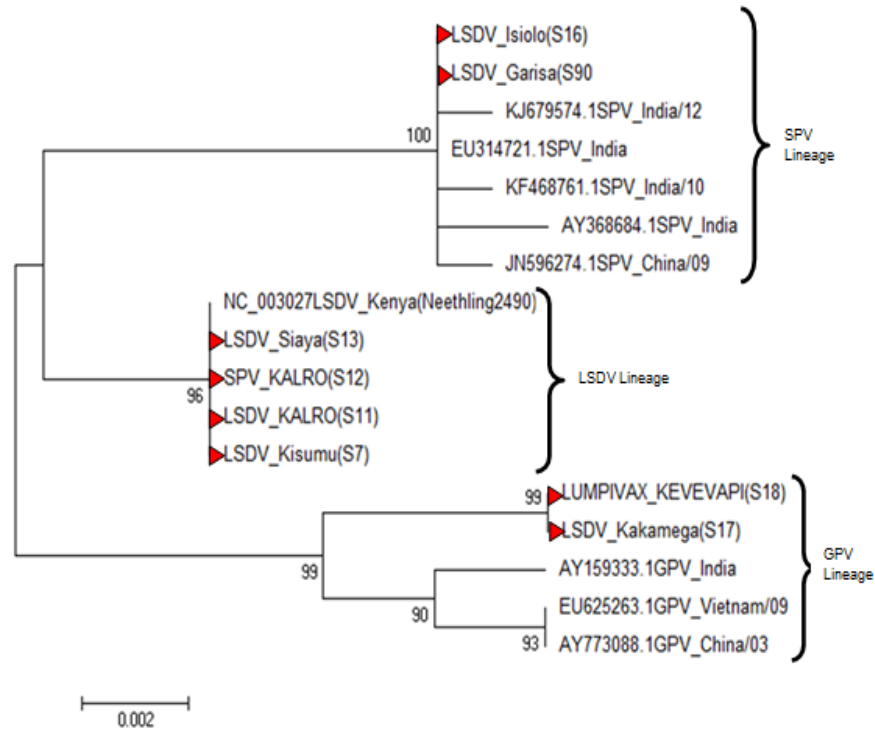 LSDV_Isiolo(S16)
LSDV_Garisa(S90
KJ679574.1SPV_India/12
100
EU314721.1SPV_India
SPV
Lineage
KF468761.1SPV_India/10
AY368684.1SPV_India
JN596274.1SPV_China/09
NC_003027LSDV_Kenya(Neethling2490)
LSDV_Siaya(S13)
SPV_KALRO(S12)
LSDV Lineage
96
LSDV_KALRO(S11)
LSDV_Kisumu(S7)
99
LUMPIVAX_KEVEVAPI(S18)
LSDV_Kakamega(S17)
GPV
Lineage
99
AY159333.1GPV_India
90
EU625263.1GPV_Vietnam/09
93
AY773088.1GPV_China/03
0.002